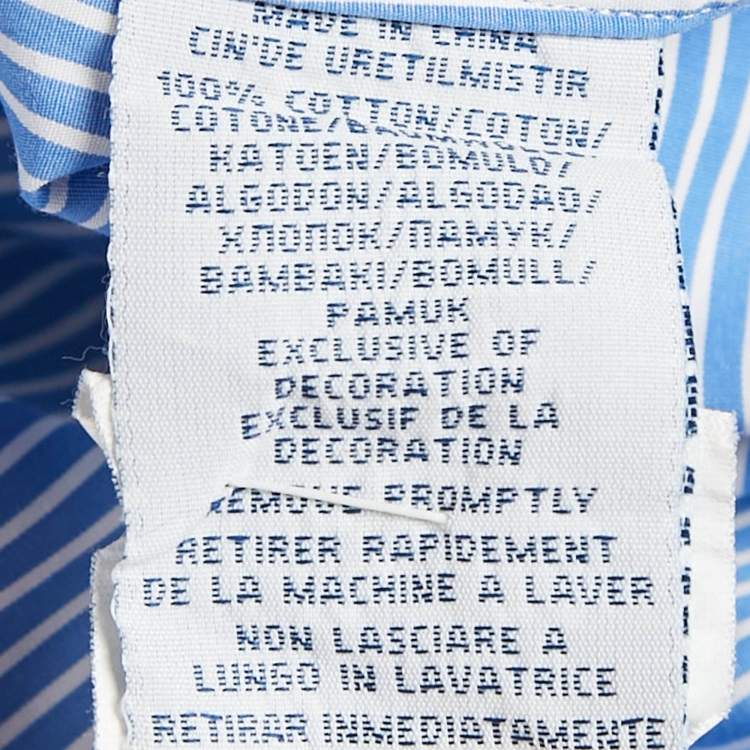 MADE IN CHINA
CIN'DE URETILMISTIR
100% COTTON/COTON/
COTONE/BAUMWOLLE/
KATOEN/BOMULD/
ALGODON/ALGODAO/
ХЛОПОК/ПАМУК/
BAMBAKI/BOMULL/
PAMUK
EXCLUSIVE OF
DECORATION
EXCLUSIF DE LA
DECORATION
REMOVE PROMPTLY
RETIRER RAPIDEMENT
DE LA MACHINE A LAVER
NON LASCIARE A
LUNGO IN LAVATRICE
RETIRAR INMEDIATAMENTE